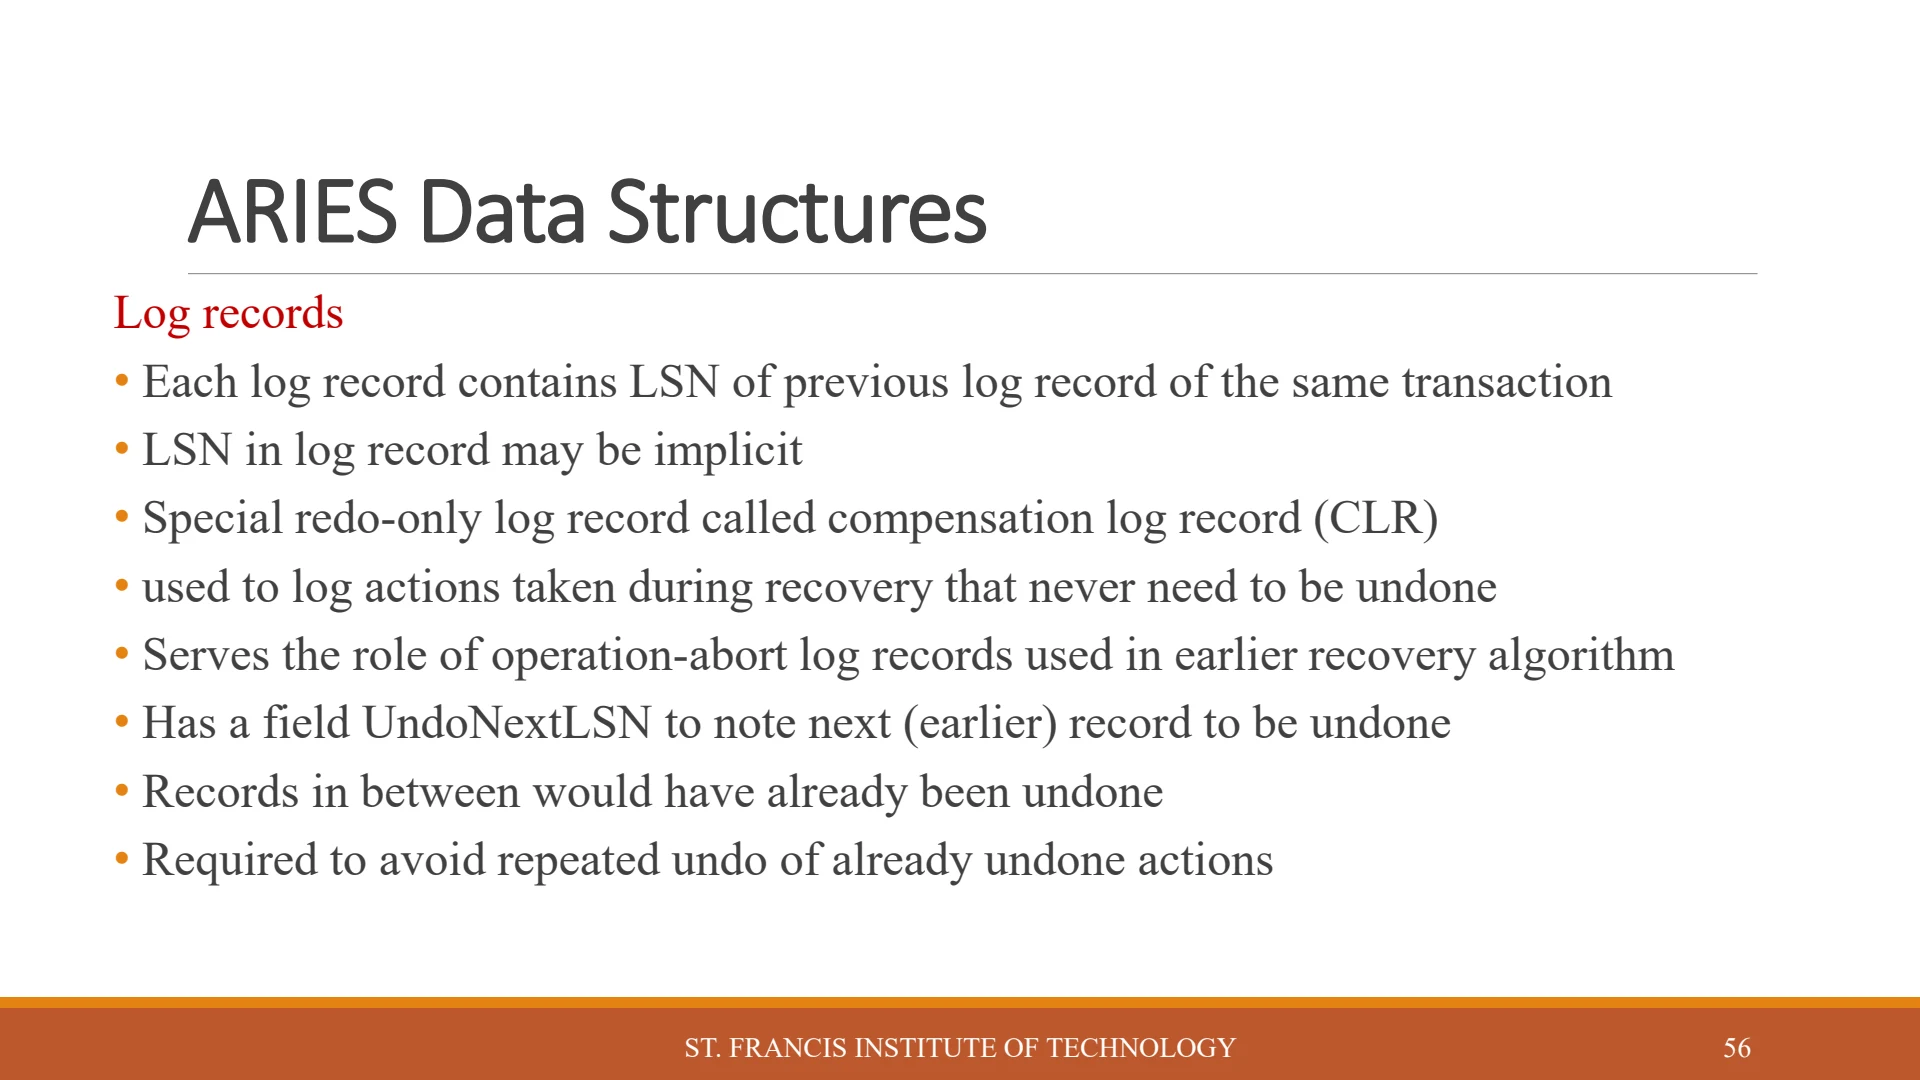 ARIES Data Structures
Log records
• Each log record contains LSN of previous log record of the same transaction
• LSN in log record may be implicit
• Special redo-only log record called compensation log record (CLR)
• used to log actions taken during recovery that never need to be undone
• Serves the role of operation-abort log records used in earlier recovery algorithm
• Has a field UndoNextLSN to note next (earlier) record to be undone
• Records in between would have already been undone
• Required to avoid repeated undo of already undone actions
ST. FRANCIS INSTITUTE OF TECHNOLOGY
56